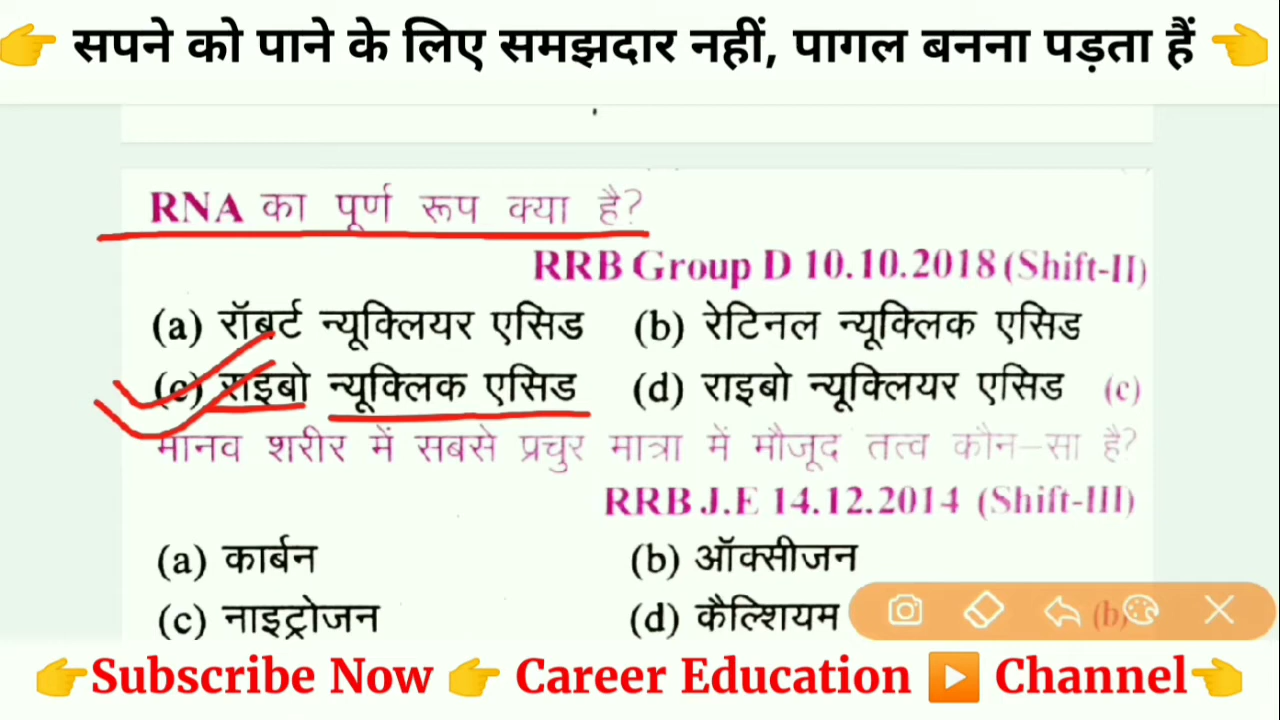 👉 सपने को पाने के लिए समझदार नहीं, पागल बनना पड़ता हैं 👈
RNA का पूर्ण रूप क्या है?
RRB Group D 10.10.2018 (Shift-II)
(a) रॉबर्ट न्यूक्लियर एसिड (b) रेटिनल न्यूक्लिक एसिड
(c) राइबो न्यूक्लिक एसिड (d) राइबो न्यूक्लियर एसिड (c)
मानव शरीर में सबसे प्रचुर मात्रा में मौजूद तत्व कौन-सा है?
RRB J.E 14.12.2014 (Shift-III)
(a) कार्बन (b) ऑक्सीजन
(c) नाइट्रोजन (d) कैल्शियम (b)
👉Subscribe Now 👉 Career Education ▶️ Channel👈